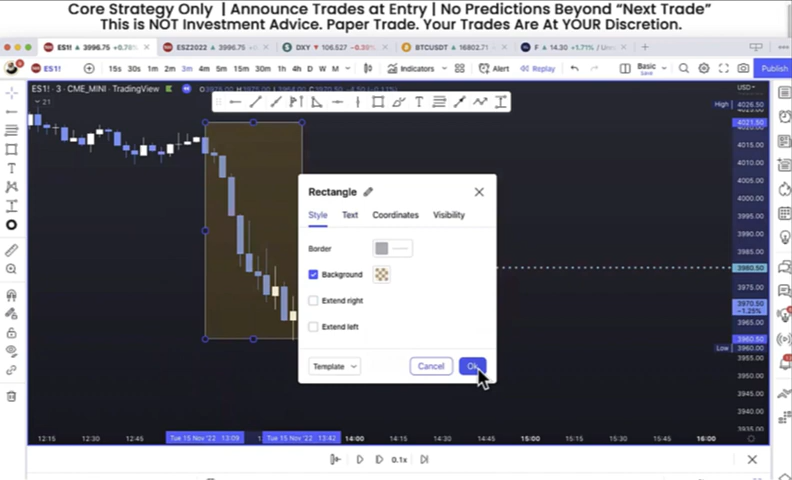 Core Strategy Only | Announce Trades at Entry | No Predictions Beyond “Next Trade”
This is NOT Investment Advice. Paper Trade. Your Trades Are At YOUR Discretion.
ES1! ▲ 3996.75 +0.78% ESZ2022 ▲ 3996.75 DXY ▼ 106.527 -0.30% BTCUSDT ▲ 16802.71 F ▲ 14.30 +1.71%
ES1! 15s 30s 1m 2m 3m 4m 5m 15m 30m 1h 4h D W M Indicators Alert Replay Basic Save Publish
ES1! · 3 · CME_MINI · TradingView
USD
21
High 4026.50
4021.50
4015.00
4010.00
4005.00
4000.00
3995.00
3990.00
3985.00
3980.50
3975.00
3970.50
-1.25%
3965.00
3960.50
Low 3960.50
3955.00
3950.00
3945.00
3940.00
3935.00
Rectangle
Style Text Coordinates Visibility
Border
Background
Extend right
Extend left
Template Cancel Ok
12:15 12:30 12:45 Tue 15 Nov '22 13:09 Tue 15 Nov '22 13:42 14:00 14:15 14:30 14:45 15:00 15:15 15:30 15:45 16:00
0.1x